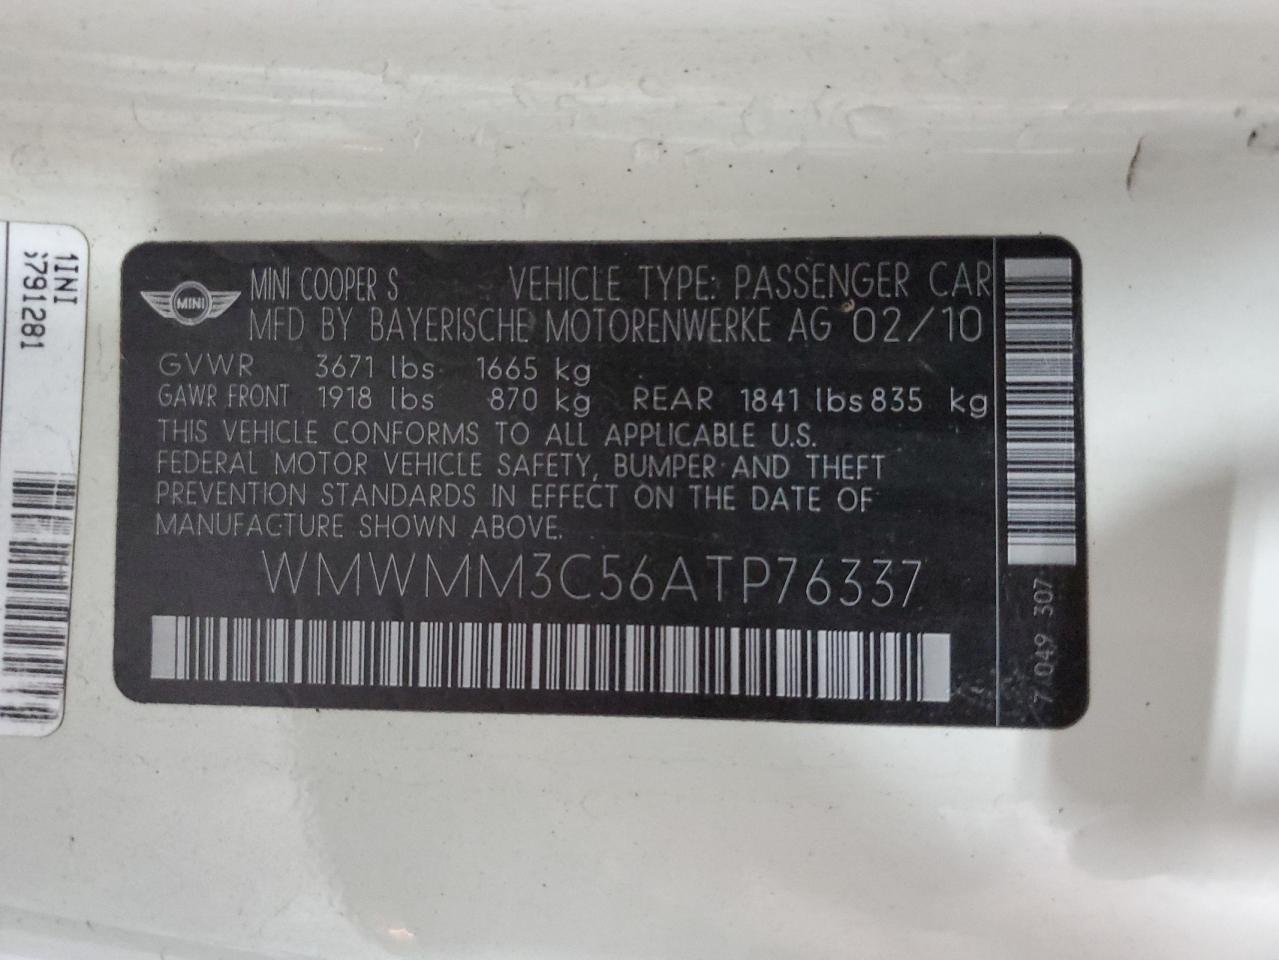 MINI COOPER S VEHICLE TYPE: PASSENGER CAR
MINI
MFD BY BAYERISCHE MOTORENWERKE AG 02/10
GVWR 3671 lbs 1665 kg
GAWR FRONT 1918 lbs 870 kg REAR 1841 lbs 835 kg
THIS VEHICLE CONFORMS TO ALL APPLICABLE U.S.
FEDERAL MOTOR VEHICLE SAFETY, BUMPER AND THEFT
PREVENTION STANDARDS IN EFFECT ON THE DATE OF
MANUFACTURE SHOWN ABOVE.
WMWMM3C56ATP76337
7 049 307